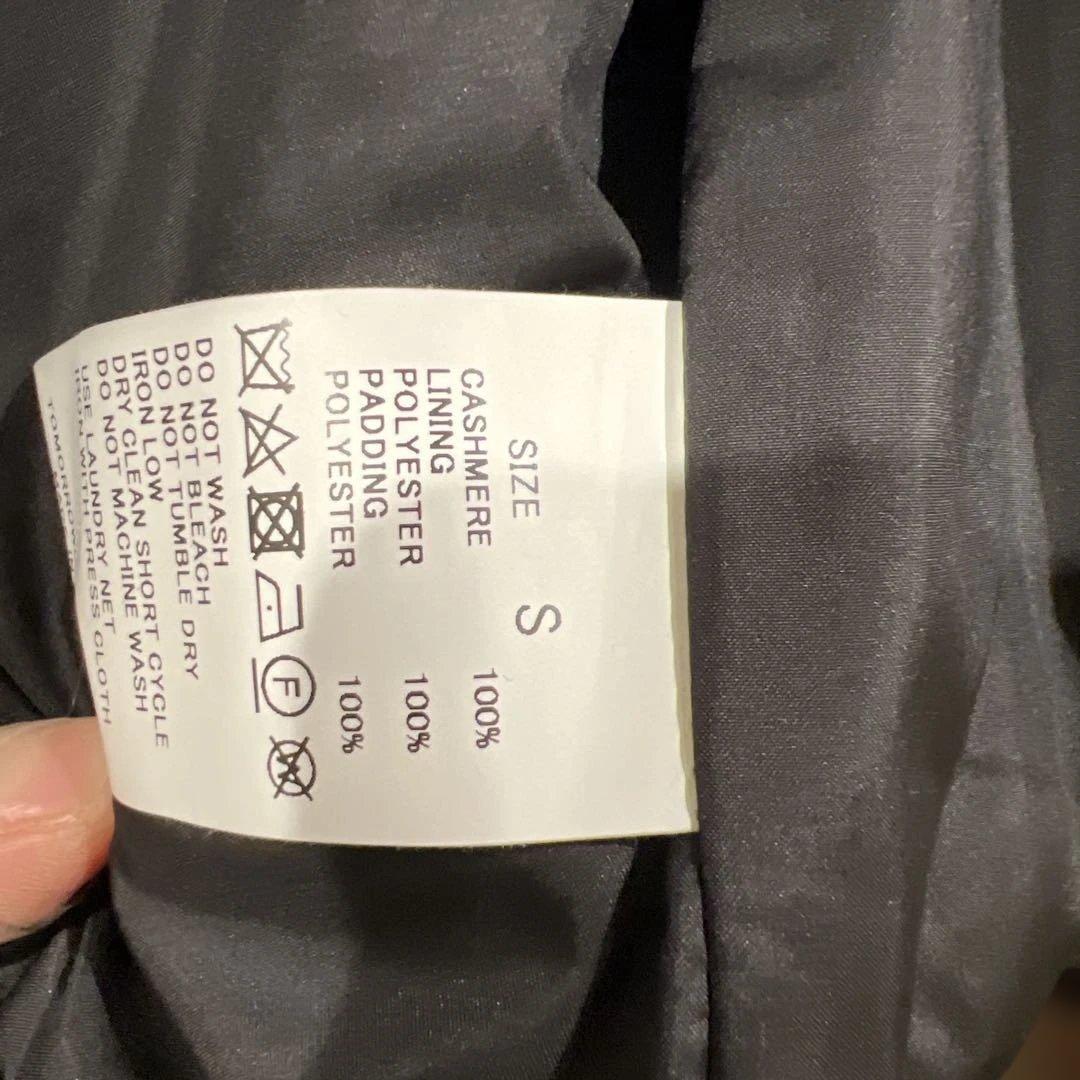 SIZE S
CASHMERE 100%
LINING
POLYESTER 100%
PADDING
POLYESTER 100%
F
W
DO NOT WASH
DO NOT BLEACH
DO NOT TUMBLE DRY
IRON LOW
DRY CLEAN SHORT CYCLE
DO NOT MACHINE WASH
USE LAUNDRY NET
IRON WITH PRESS CLOTH
TOMORROW